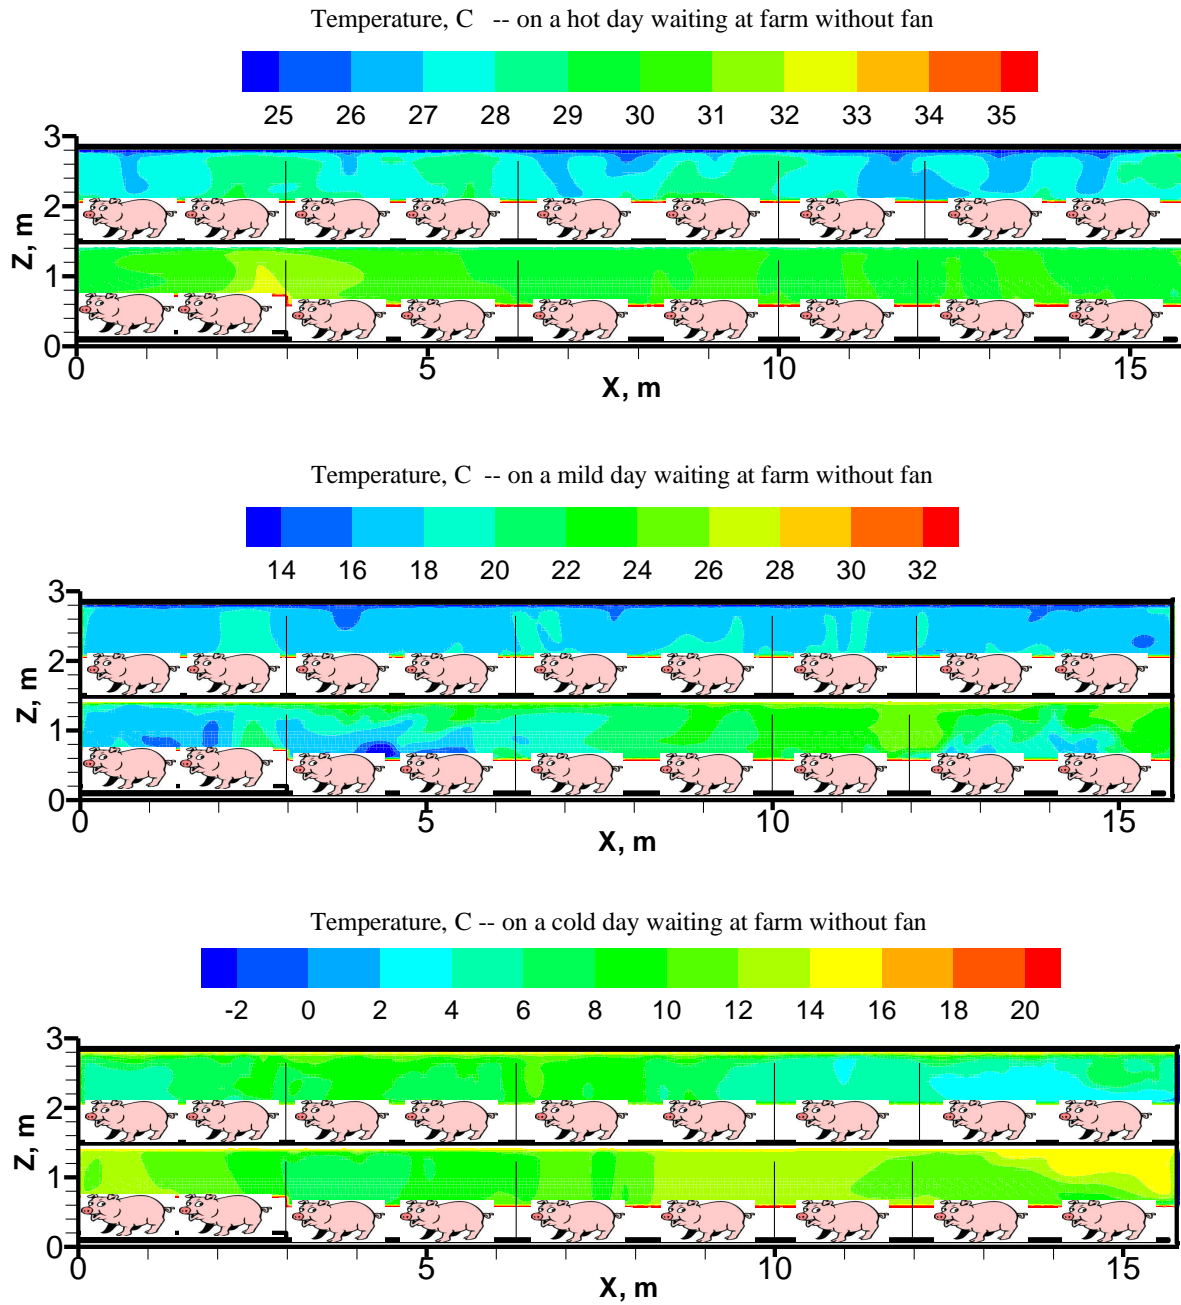 Temperature, C -- on a hot day waiting at farm without fan
25 26 27 28 29 30 31 32 33 34 35
3
2
1
0
Z, m
0 5 10 15
X, m
Temperature, C -- on a mild day waiting at farm without fan
14 16 18 20 22 24 26 28 30 32
3
2
1
0
Z, m
0 5 10 15
X, m
Temperature, C -- on a cold day waiting at farm without fan
-2 0 2 4 6 8 10 12 14 16 18 20
3
2
1
0
Z, m
0 5 10 15
X, m